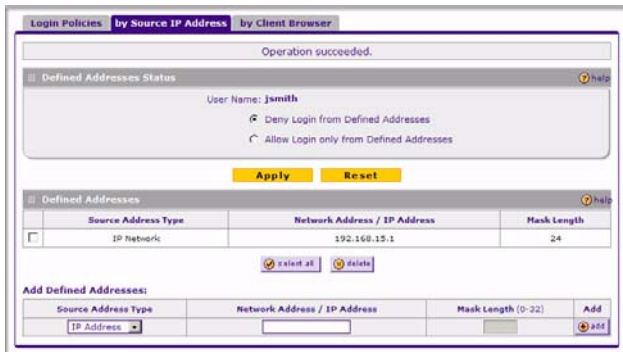 Login Policies by Source IP Address by Client Browser
Operation succeeded.
Defined Addresses Status help
User Name: jsmith
Deny Login from Defined Addresses
Allow Login only from Defined Addresses
Apply Reset
Defined Addresses help
Source Address Type Network Address / IP Address Mask Length
IP Network 192.168.15.1 24
select all delete
Add Defined Addresses:
Source Address Type Network Address / IP Address Mask Length (0-32) Add
IP Address add